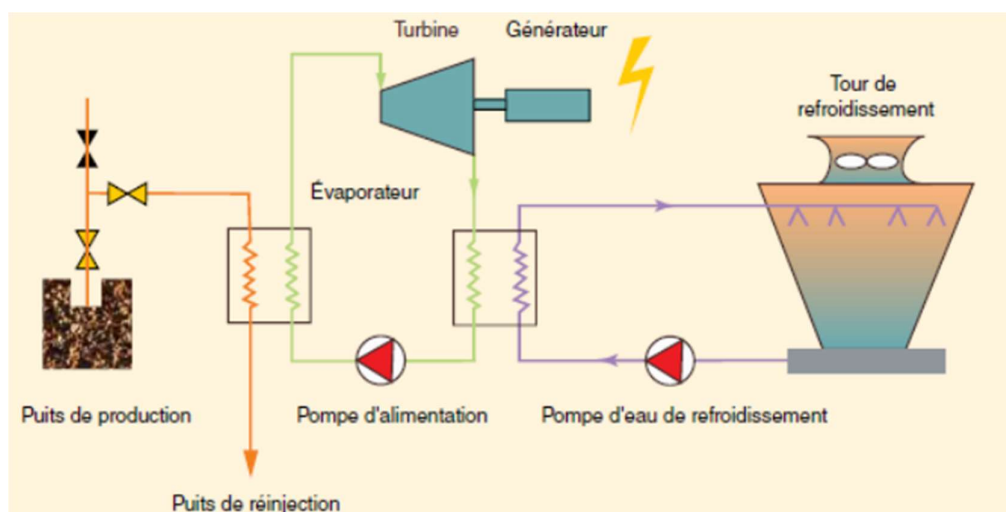 Turbine
Générateur
Tour de
refroidissement
Évaporateur
Puits de production
Pompe d'alimentation
Pompe d'eau de refroidissement
Puits de réinjection